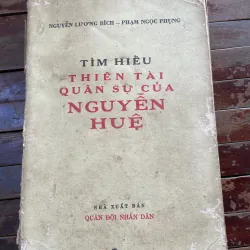 NGUYỄN LƯƠNG BÍCH – PHẠM NGỌC PHỤNG
TÌM HIỂU
THIÊN TÀI
QUÂN SỰ CỦA
NGUYỄN
HUỆ
NHÀ XUẤT BẢN
QUÂN ĐỘI NHÂN DÂN